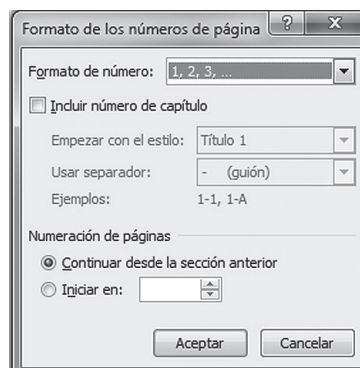 Formato de los números de página
Formato de número: 1, 2, 3, ...
Incluir número de capítulo
Empezar con el estilo: Título 1
Usar separador: - (guión)
Ejemplos: 1-1, 1-A
Numeración de páginas
Continuar desde la sección anterior
Iniciar en:
Aceptar Cancelar